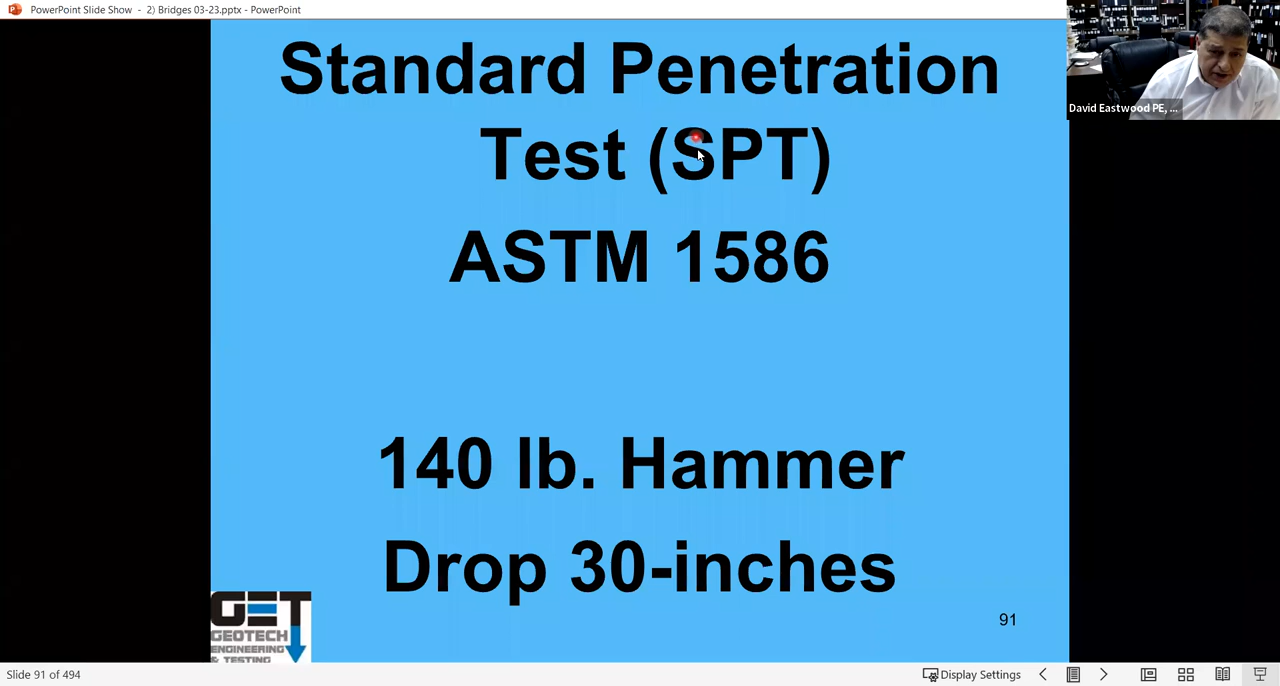 PowerPoint Slide Show - 2) Bridges 03-23.pptx - PowerPoint
David Eastwood PE, ...
Standard Penetration
Test (SPT)
ASTM 1586
140 lb. Hammer
Drop 30-inches
GET
GEOTECH
ENGINEERING
& TESTING
91
Slide 91 of 494
Display Settings